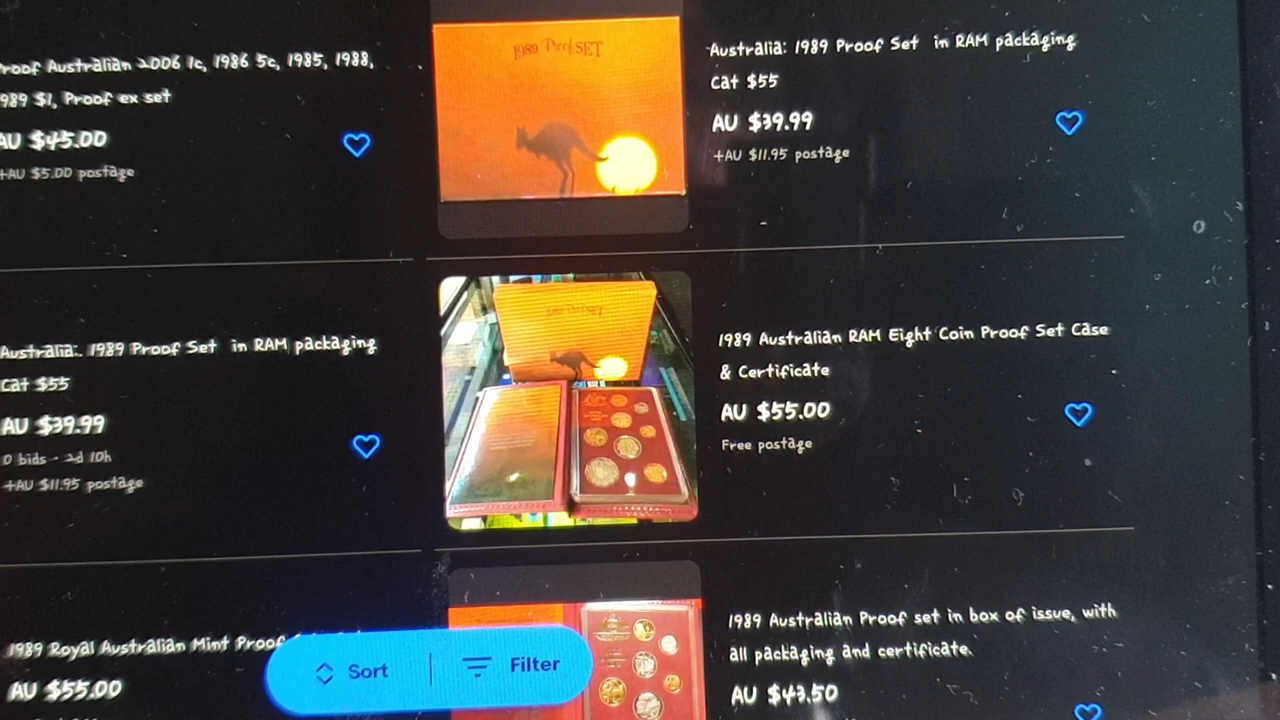 Proof Australian 2006 1c, 1986 5c, 1985, 1988,
1989 $1, Proof ex set
AU $45.00
+AU $5.00 postage
1989 Proof SET
Australia: 1989 Proof Set in RAM packaging
Cat $55
AU $39.99
+AU $11.95 postage
Australia: 1989 Proof Set in RAM packaging
Cat $55
AU $39.99
0 bids - 2d 10h
+AU $11.95 postage
1989 Australian RAM Eight Coin Proof Set Case
& Certificate
AU $55.00
Free postage
1989 Royal Australian Mint Proof
AU $55.00
Sort
Filter
1989 Australian Proof set in box of issue, with
all packaging and certificate.
AU $43.50